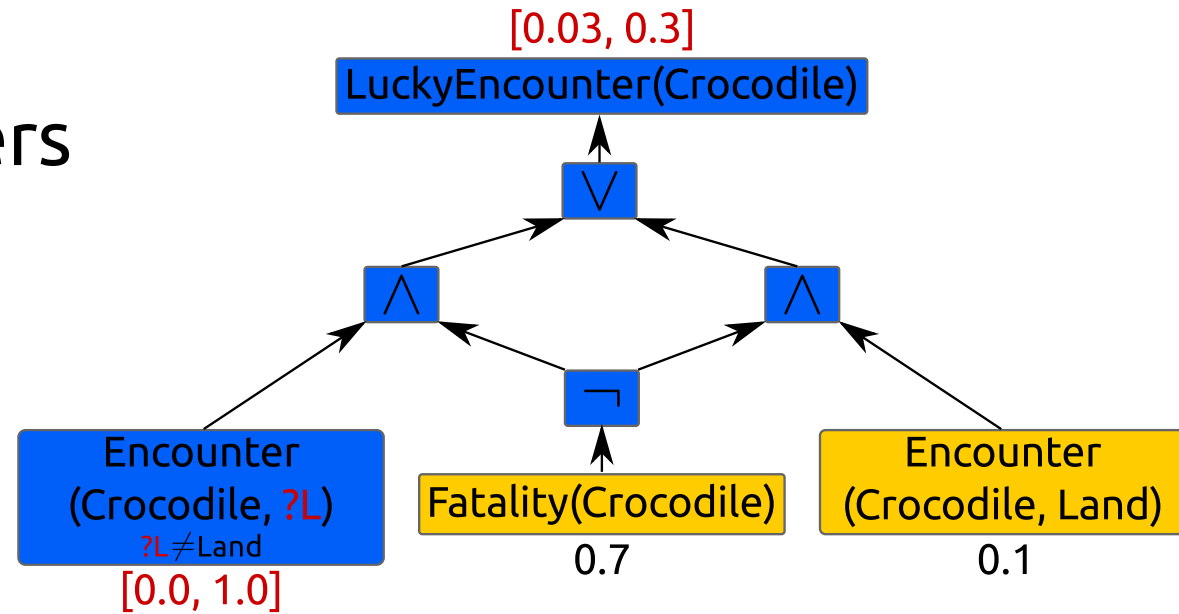 [0.03, 0.3]
LuckyEncounter(Crocodile)
ers
∨
∧ ∧
¬
Encounter
(Crocodile, ?L)
?L≠Land
[0.0, 1.0]
Fatality(Crocodile)
0.7
Encounter
(Crocodile, Land)
0.1